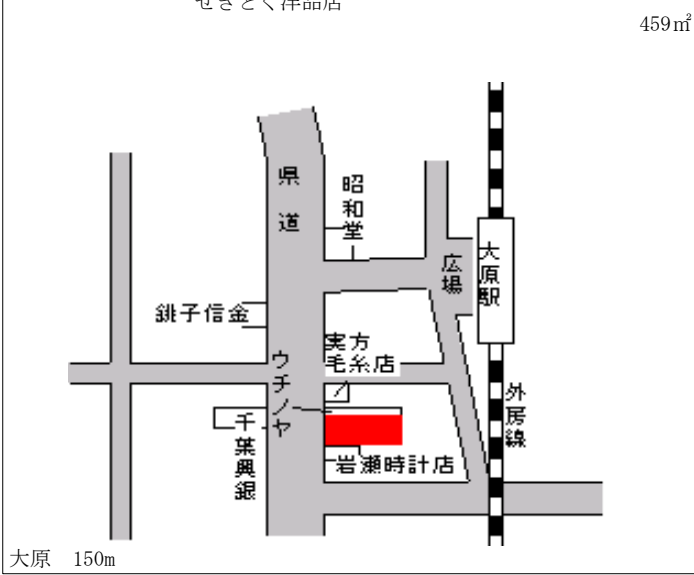 せきとく洋品店
459㎡
県道
昭和堂
広場
大原駅
銚子信金
実方
毛糸店
ウチノヤ
外房線
千葉興銀
岩瀬時計店
大原 150m